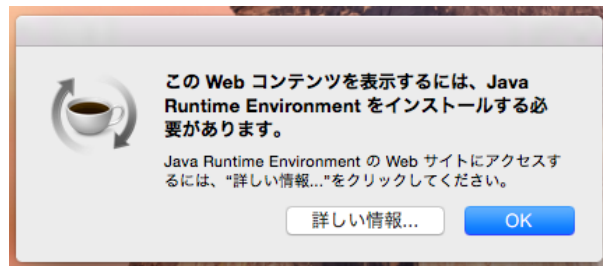 この Web コンテンツを表示するには、Java
Runtime Environment をインストールする必
要があります。
Java Runtime Environment の Web サイトにアクセスす
るには、“詳しい情報...”をクリックしてください。
詳しい情報...
OK